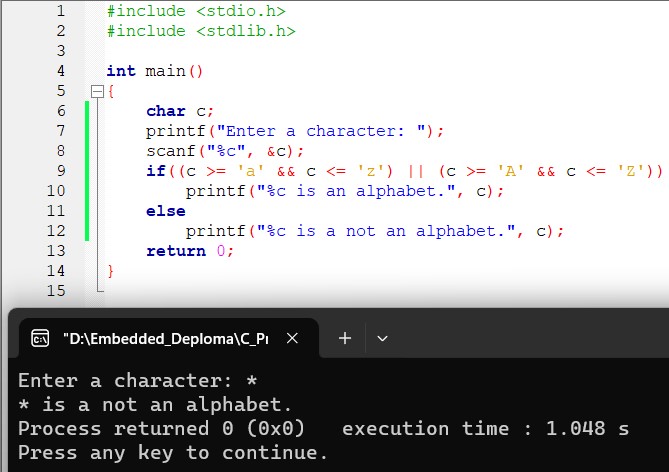 1 #include <stdio.h>
2 #include <stdlib.h>
3
4 int main()
5 {
6 char c;
7 printf("Enter a character: ");
8 scanf("%c", &c);
9 if((c >= 'a' && c <= 'z') || (c >= 'A' && c <= 'Z'))
10 printf("%c is an alphabet.", c);
11 else
12 printf("%c is a not an alphabet.", c);
13 return 0;
14 }
15
"D:\Embedded_Deploma\C_Pr
Enter a character: *
* is a not an alphabet.
Process returned 0 (0x0)   execution time : 1.048 s
Press any key to continue.